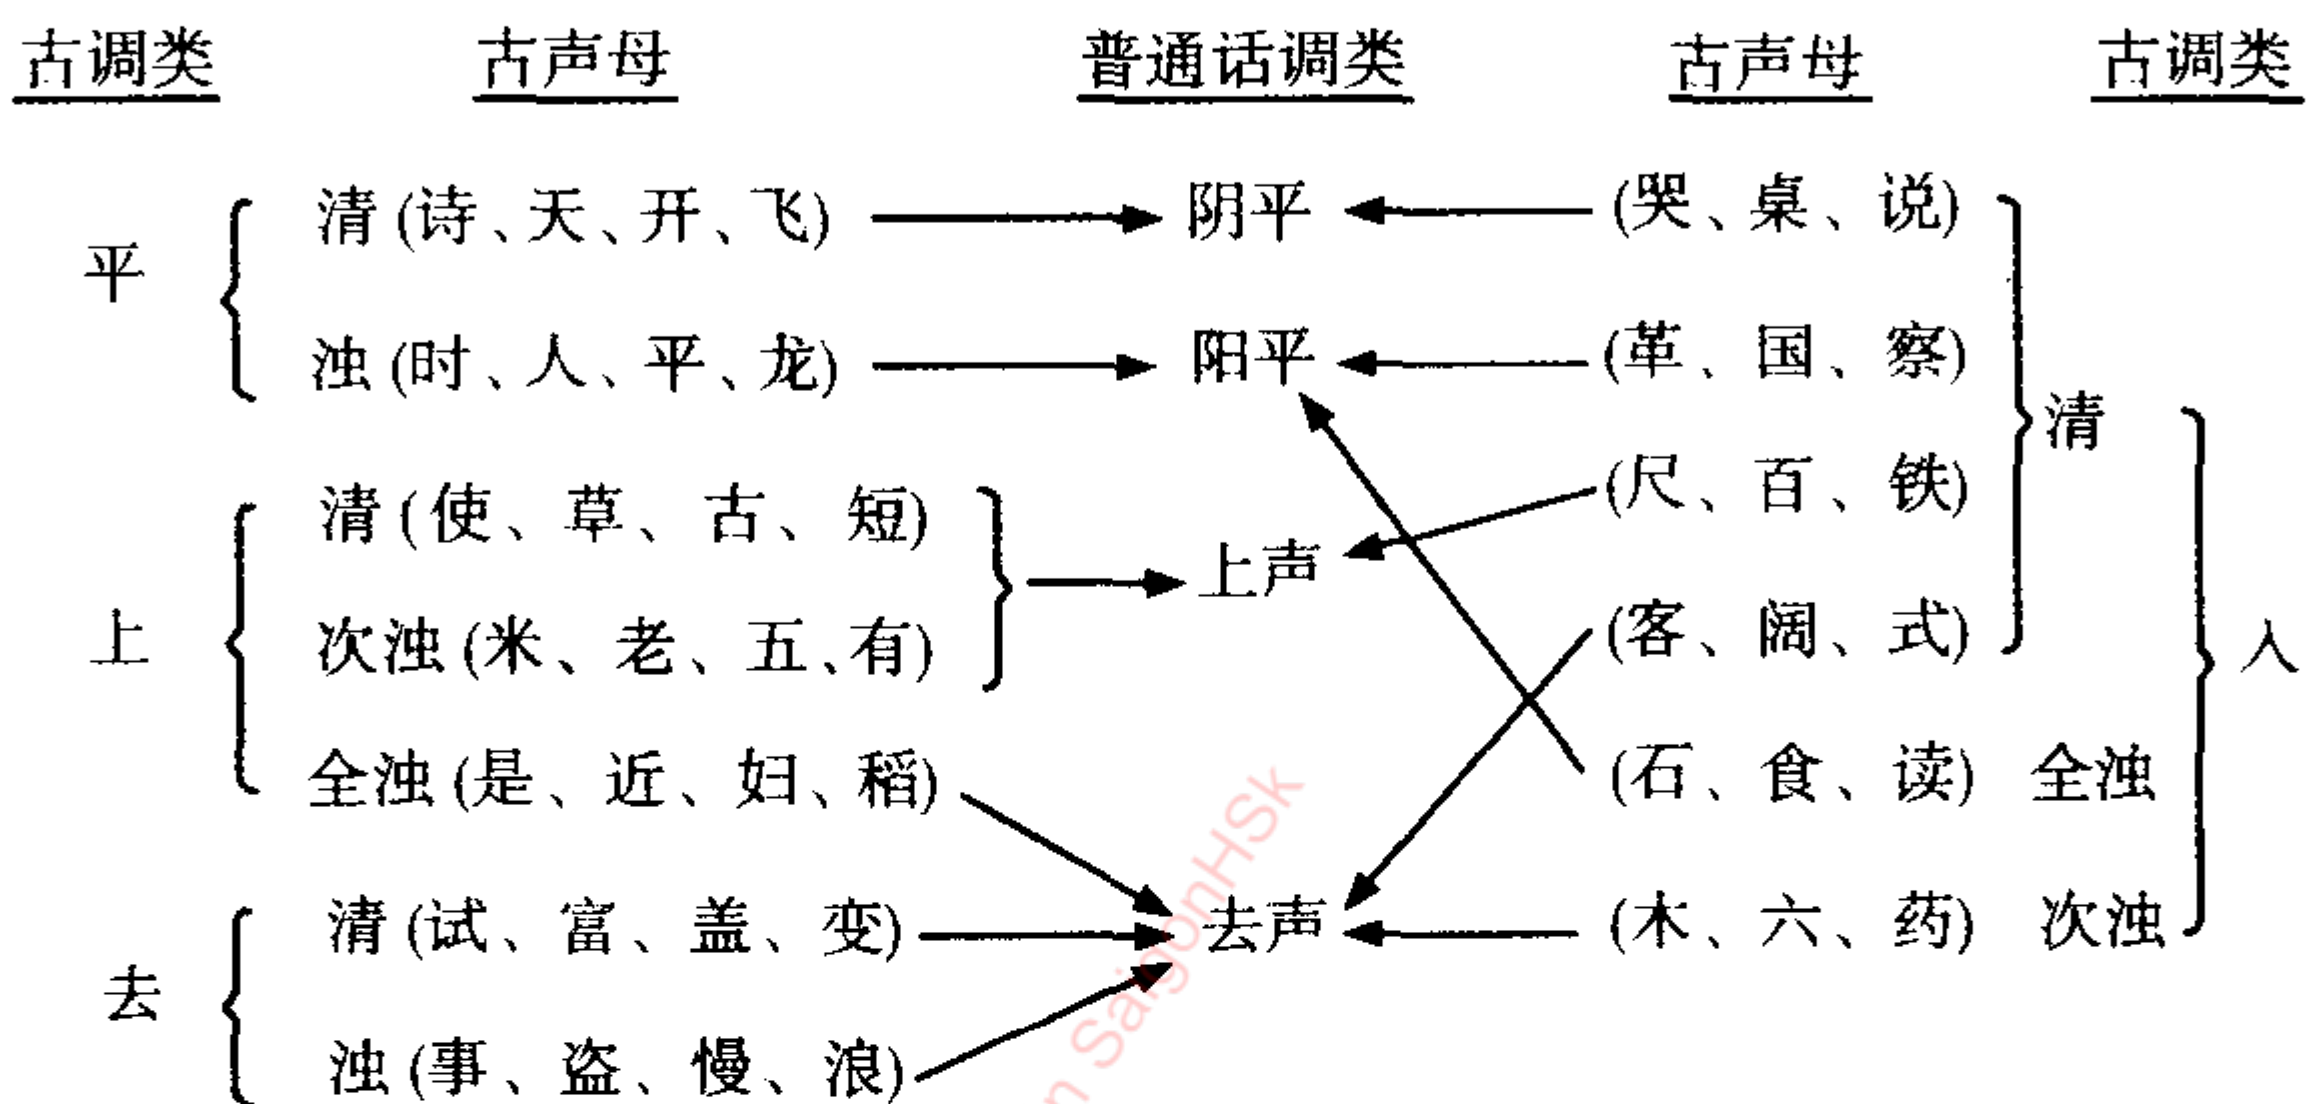 古调类 古声母 普通话调类 古声母 古调类
清 (诗、天、开、飞) 阴平 (哭、桌、说)
平
浊 (时、人、平、龙) 阳平 (革、国、察)
清
清 (使、草、古、短) (尺、百、铁)
上声
上 次浊 (米、老、五、有) (客、阔、式) 入
全浊 (是、近、妇、稻) (石、食、读) 全浊
清 (试、富、盖、变) 去声 (木、六、药) 次浊
去
浊 (事、盗、慢、浪)
SaigonHSk